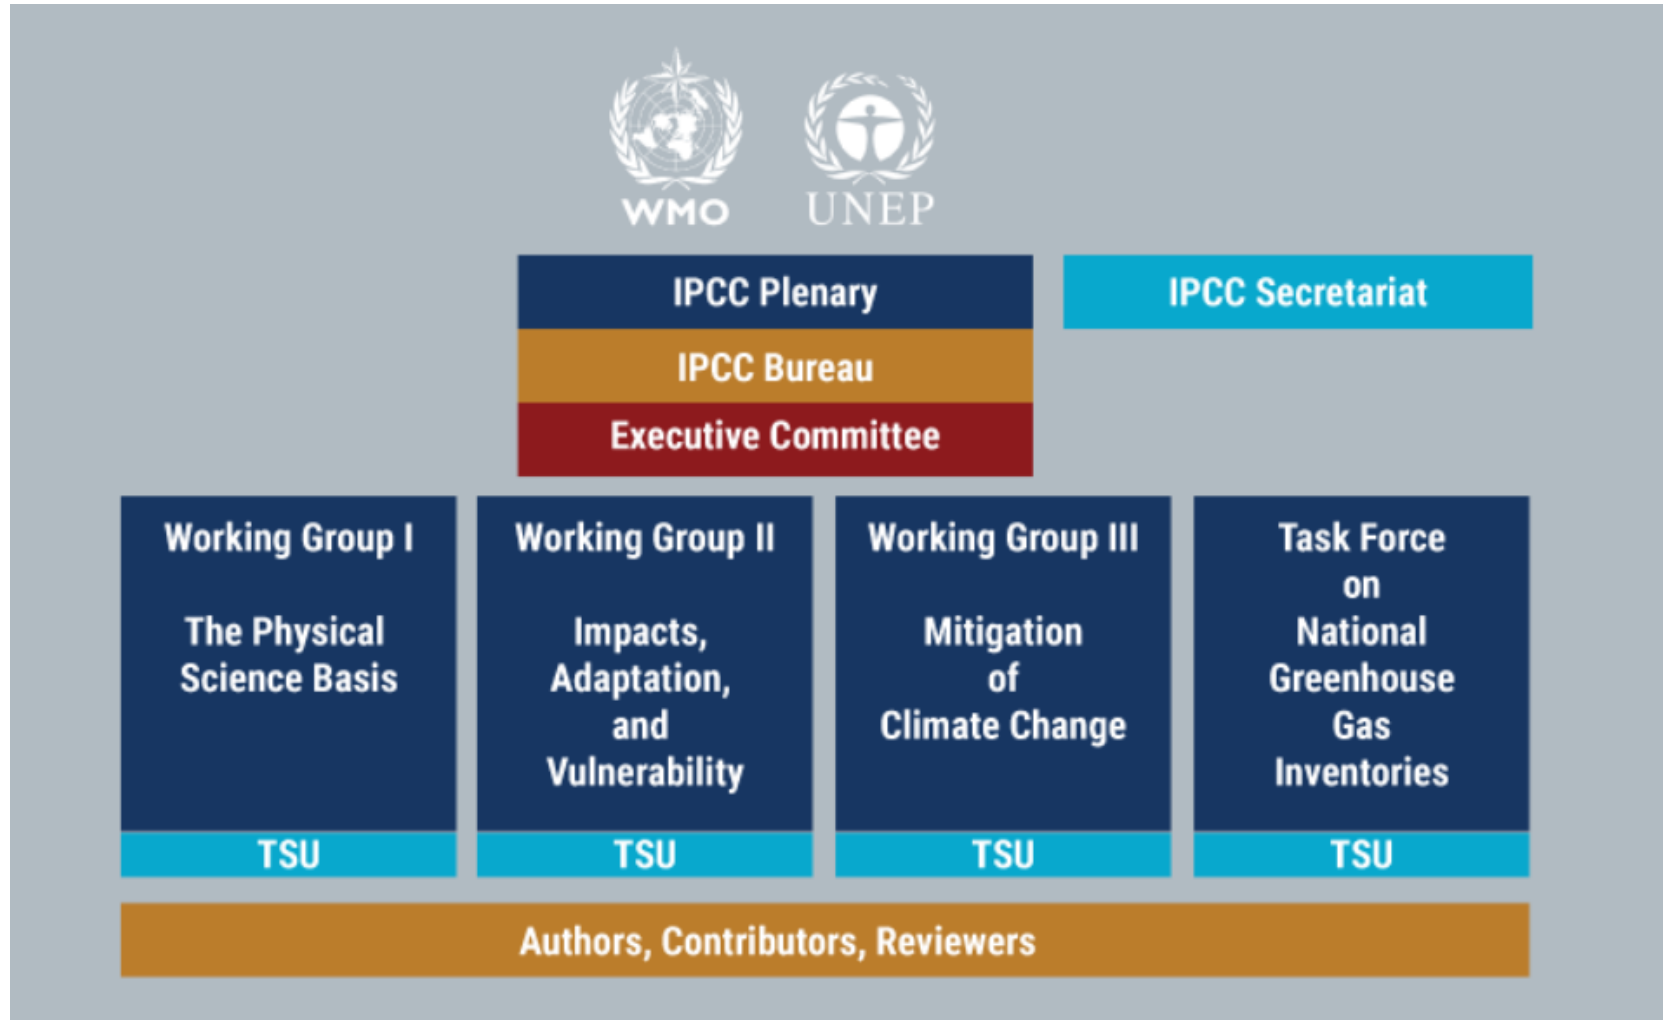 WMO
UNEP
IPCC Plenary
IPCC Secretariat
IPCC Bureau
Executive Committee
Working Group I
The Physical
Science Basis
TSU
Working Group II
Impacts,
Adaptation,
and
Vulnerability
TSU
Working Group III
Mitigation
of
Climate Change
TSU
Task Force
on
National
Greenhouse
Gas
Inventories
TSU
Authors, Contributors, Reviewers